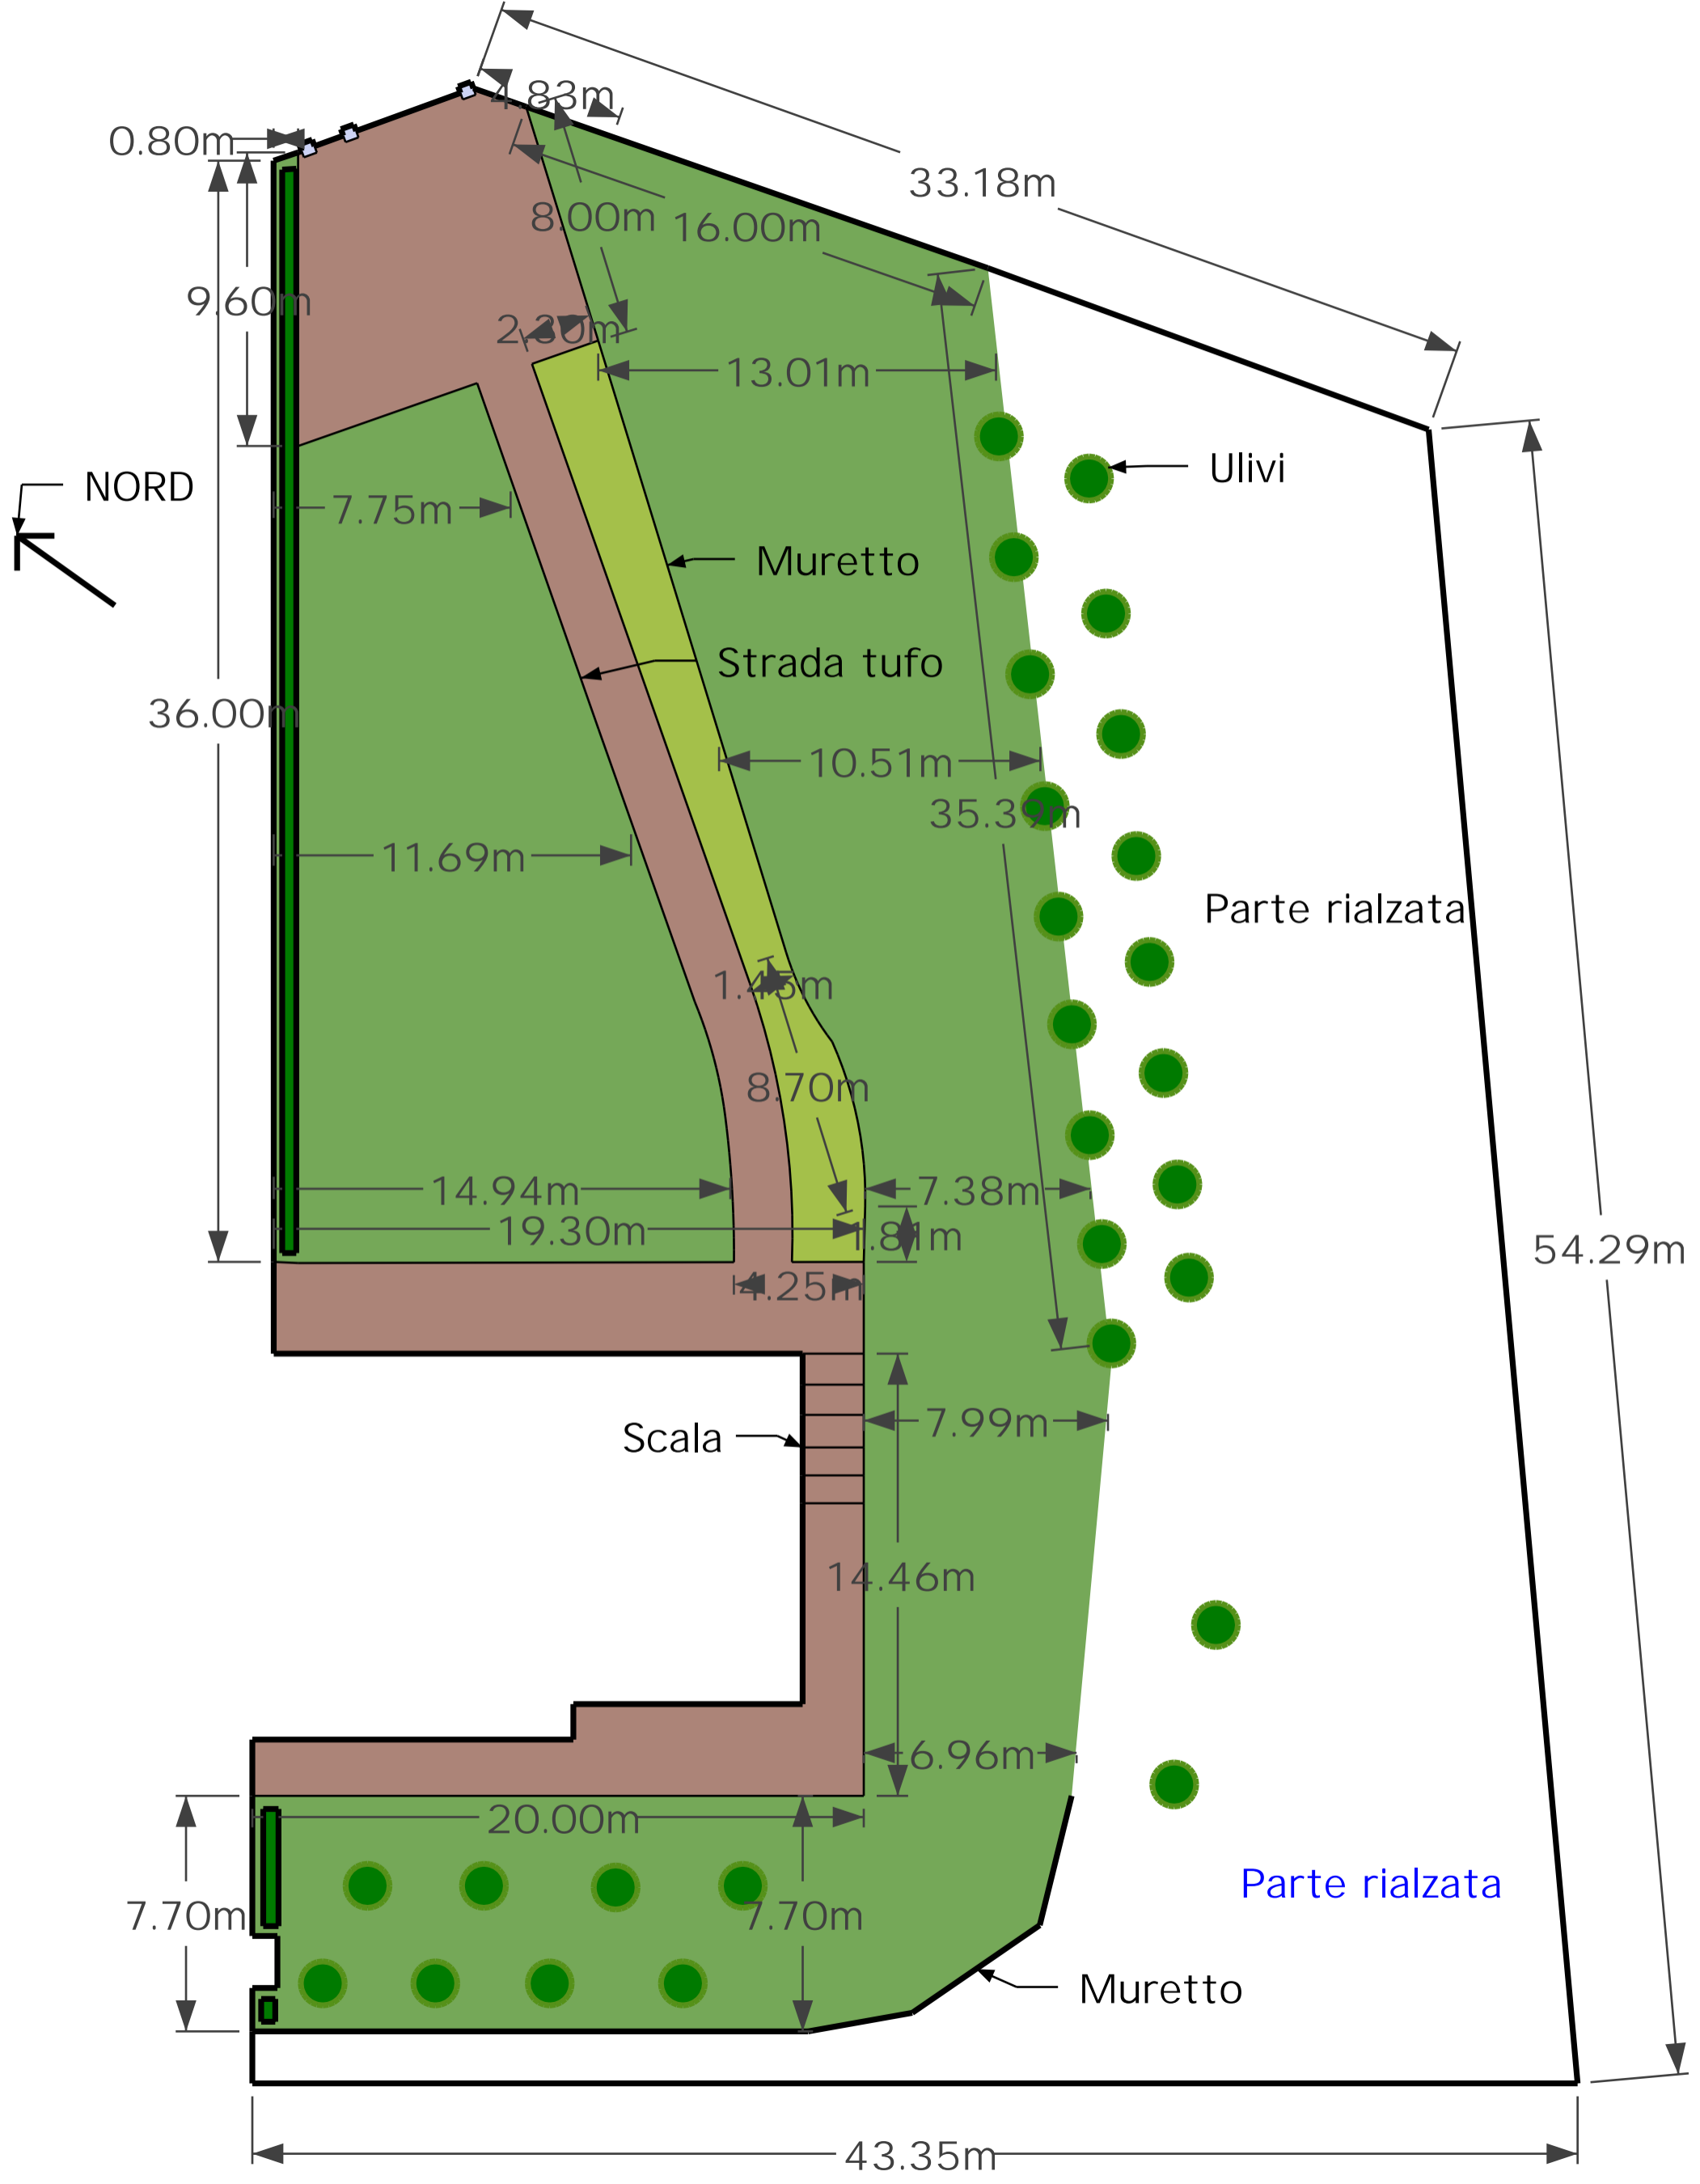 4.83m
0.80m
33.18m
8.00m
16.00m
9.60m
2.30m
13.01m
Ulivi
NORD
7.75m
Muretto
Strada tufo
36.00m
10.51m
35.39m
11.69m
Parte rialzata
1.45m
8.70m
14.94m
7.38m
19.30m
1.81m
54.29m
4.25m
7.99m
Scala
14.46m
6.96m
20.00m
Parte rialzata
7.70m
7.70m
Muretto
43.35m